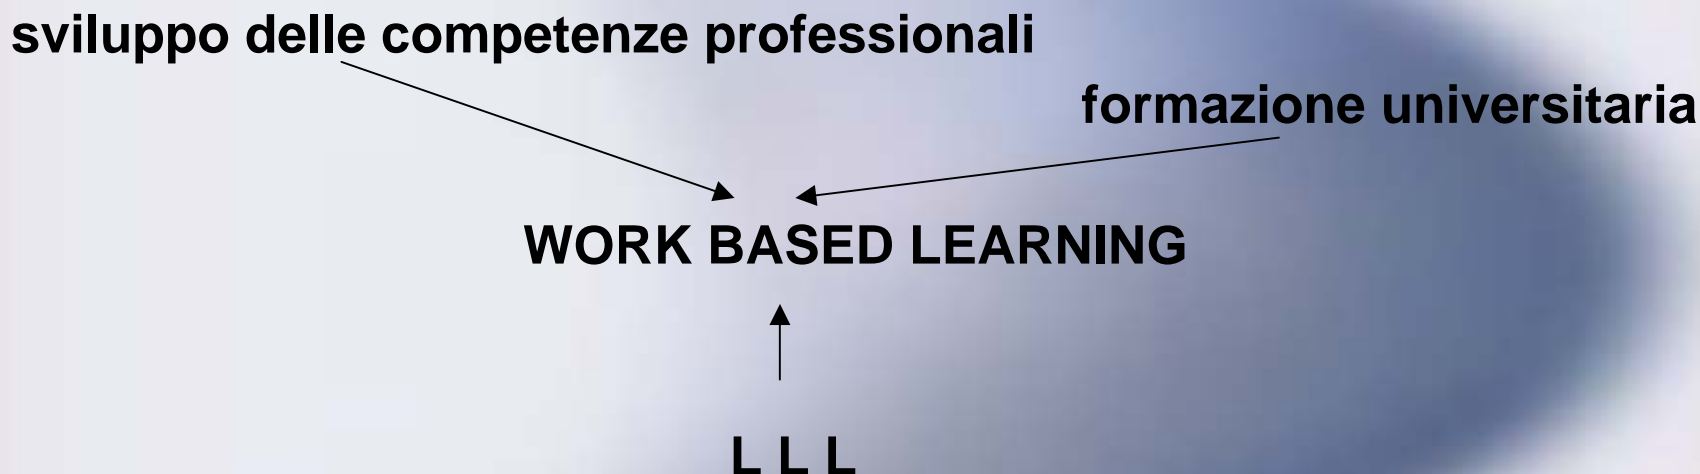 sviluppo delle competenze professionali
formazione universitaria
WORK BASED LEARNING
L L L